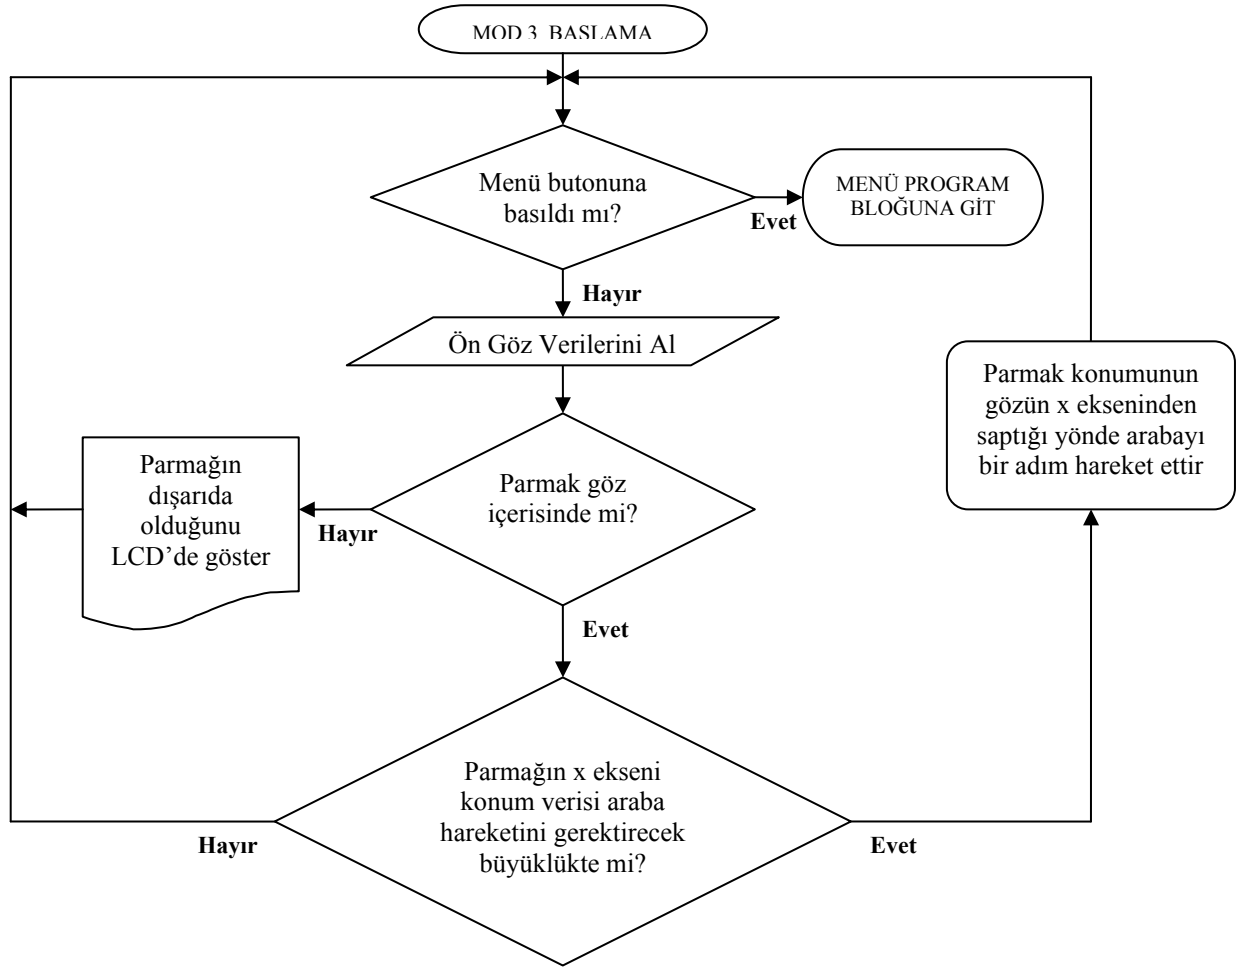 MOD 3 BASLAMA
Menü butonuna
basıldı mı?
Evet
MENÜ PROGRAM
BLOĞUNA GİT
Hayır
Ön Göz Verilerini Al
Parmak konumunun
gözün x ekseninden
saptığı yönde arabayı
bir adım hareket ettir
Parmağın
dışarıda
olduğunu
LCD’de göster
Hayır
Parmak göz
içerisinde mi?
Evet
Parmağın x ekseni
konum verisi araba
hareketini gerektirecek
büyüklükte mi?
Hayır
Evet